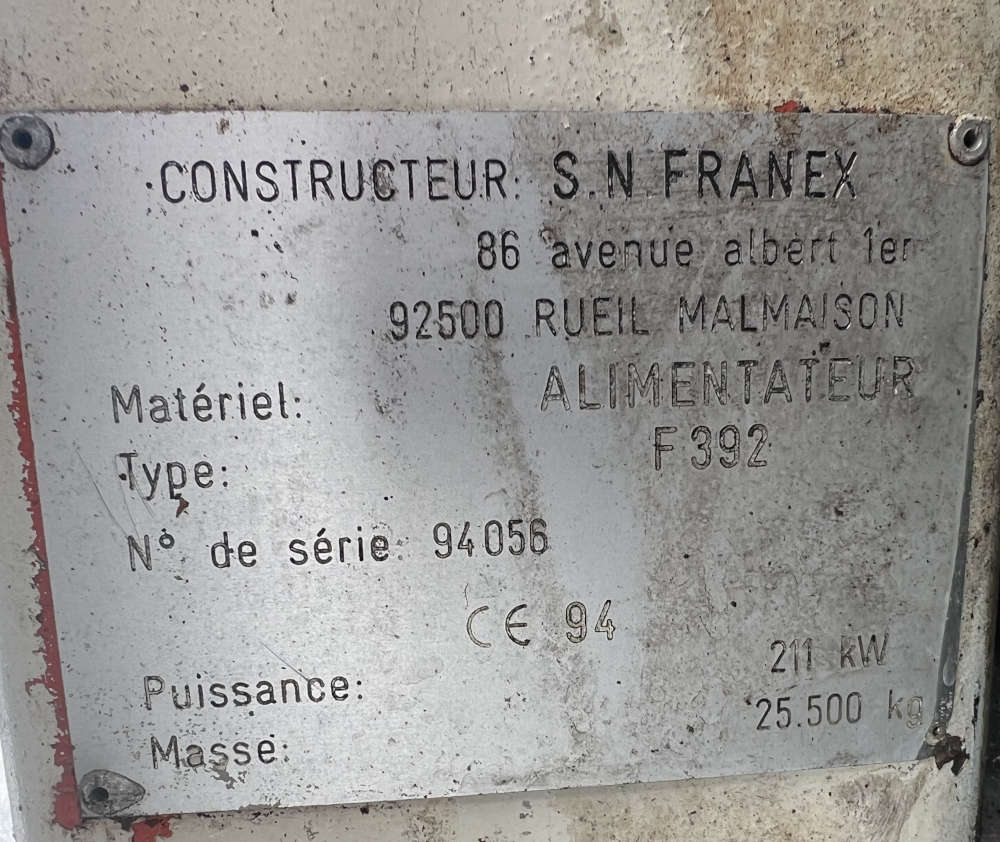 CONSTRUCTEUR: S.N FRANEX
86 avenue albert 1er
92500 RUEIL MALMAISON
Matériel: ALIMENTATEUR
Type: F392
N° de série: 94056
CE 94
Puissance: 211 kW
Masse: 25.500 kg